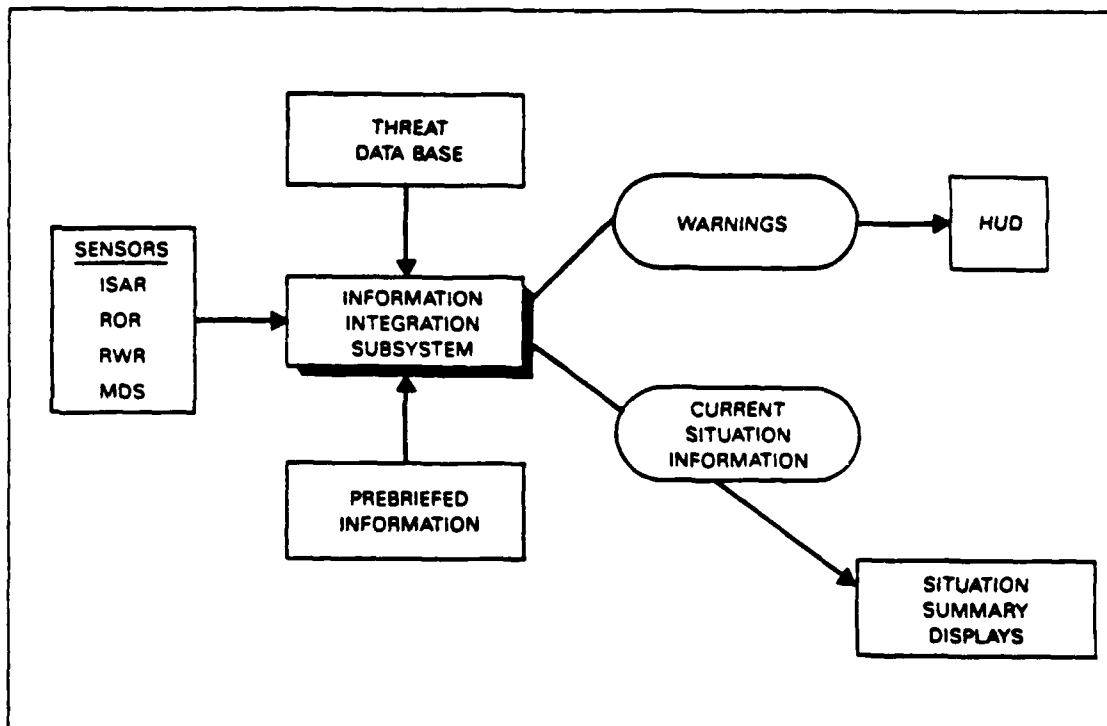 THREAT
DATA BASE
SENSORS
ISAR
ROR
RWR
MDS
INFORMATION
INTEGRATION
SUBSYSTEM
PREBRIEFED
INFORMATION
WARNINGS
HUD
CURRENT
SITUATION
INFORMATION
SITUATION
SUMMARY
DISPLAYS